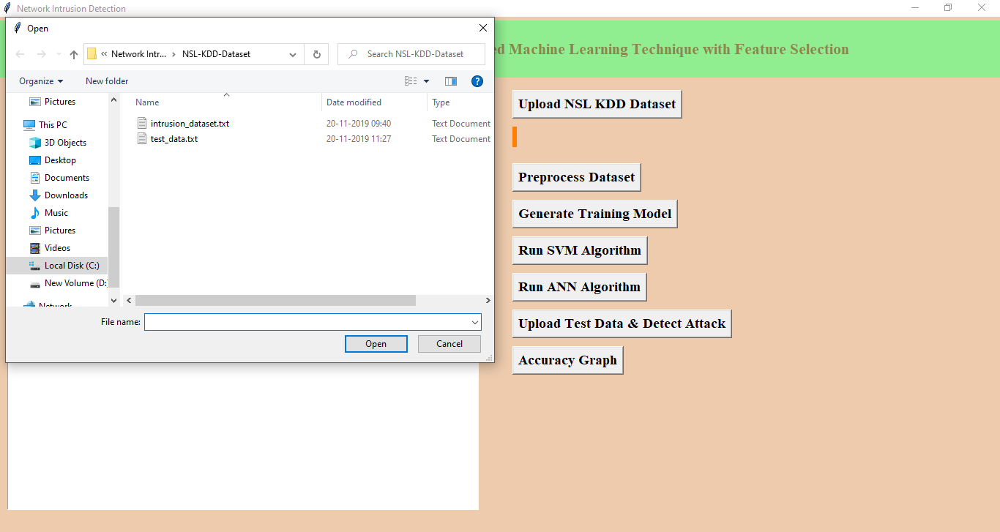 Network Intrusion Detection
Open
« Network Intr... › NSL-KDD-Dataset
Search NSL-KDD-Dataset
Organize
New folder
Name
Date modified
Type
Pictures
This PC
3D Objects
Desktop
Documents
Downloads
Music
Pictures
Videos
Local Disk (C:)
New Volume (D:
Network
intrusion_dataset.txt 20-11-2019 09:40 Text Document
test_data.txt 20-11-2019 11:27 Text Document
File name:
Open
Cancel
ed Machine Learning Technique with Feature Selection
Upload NSL KDD Dataset
Preprocess Dataset
Generate Training Model
Run SVM Algorithm
Run ANN Algorithm
Upload Test Data & Detect Attack
Accuracy Graph